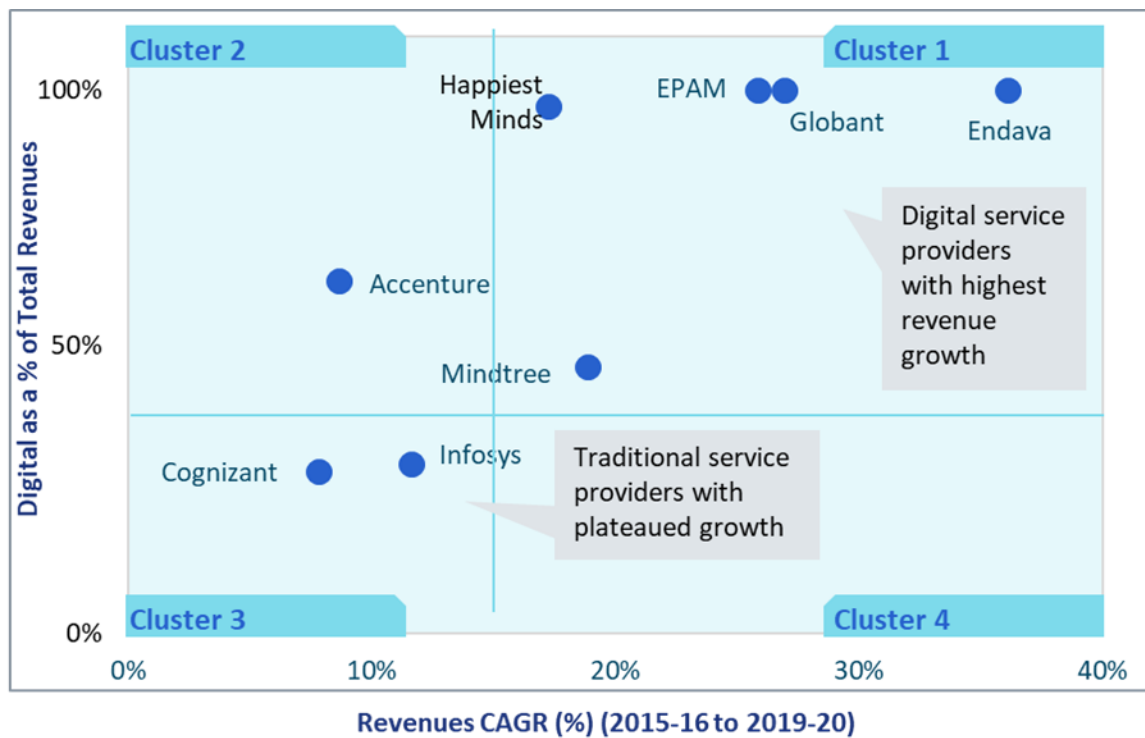 Cluster 2
Cluster 1
100%
Happiest
Minds
EPAM
Globant
Endava
Digital service
providers
with highest
revenue
growth
Accenture
50%
Mindtree
Digital as a % of Total Revenues
Cognizant
Infosys
Traditional service
providers with
plateaued growth
0%
Cluster 3
Cluster 4
0%
10%
20%
30%
40%
Revenues CAGR (%) (2015-16 to 2019-20)